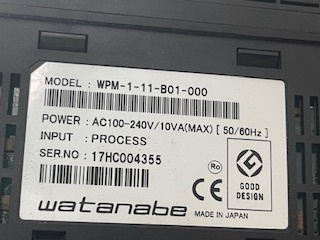 MODEL : WPM-1-11-B01-000
POWER : AC100-240V/10VA(MAX) [ 50/60Hz ]
INPUT : PROCESS
SER.NO : 17HC004355
Ro
G
CE
GOOD
DESIGN
watanabe
MADE IN JAPAN